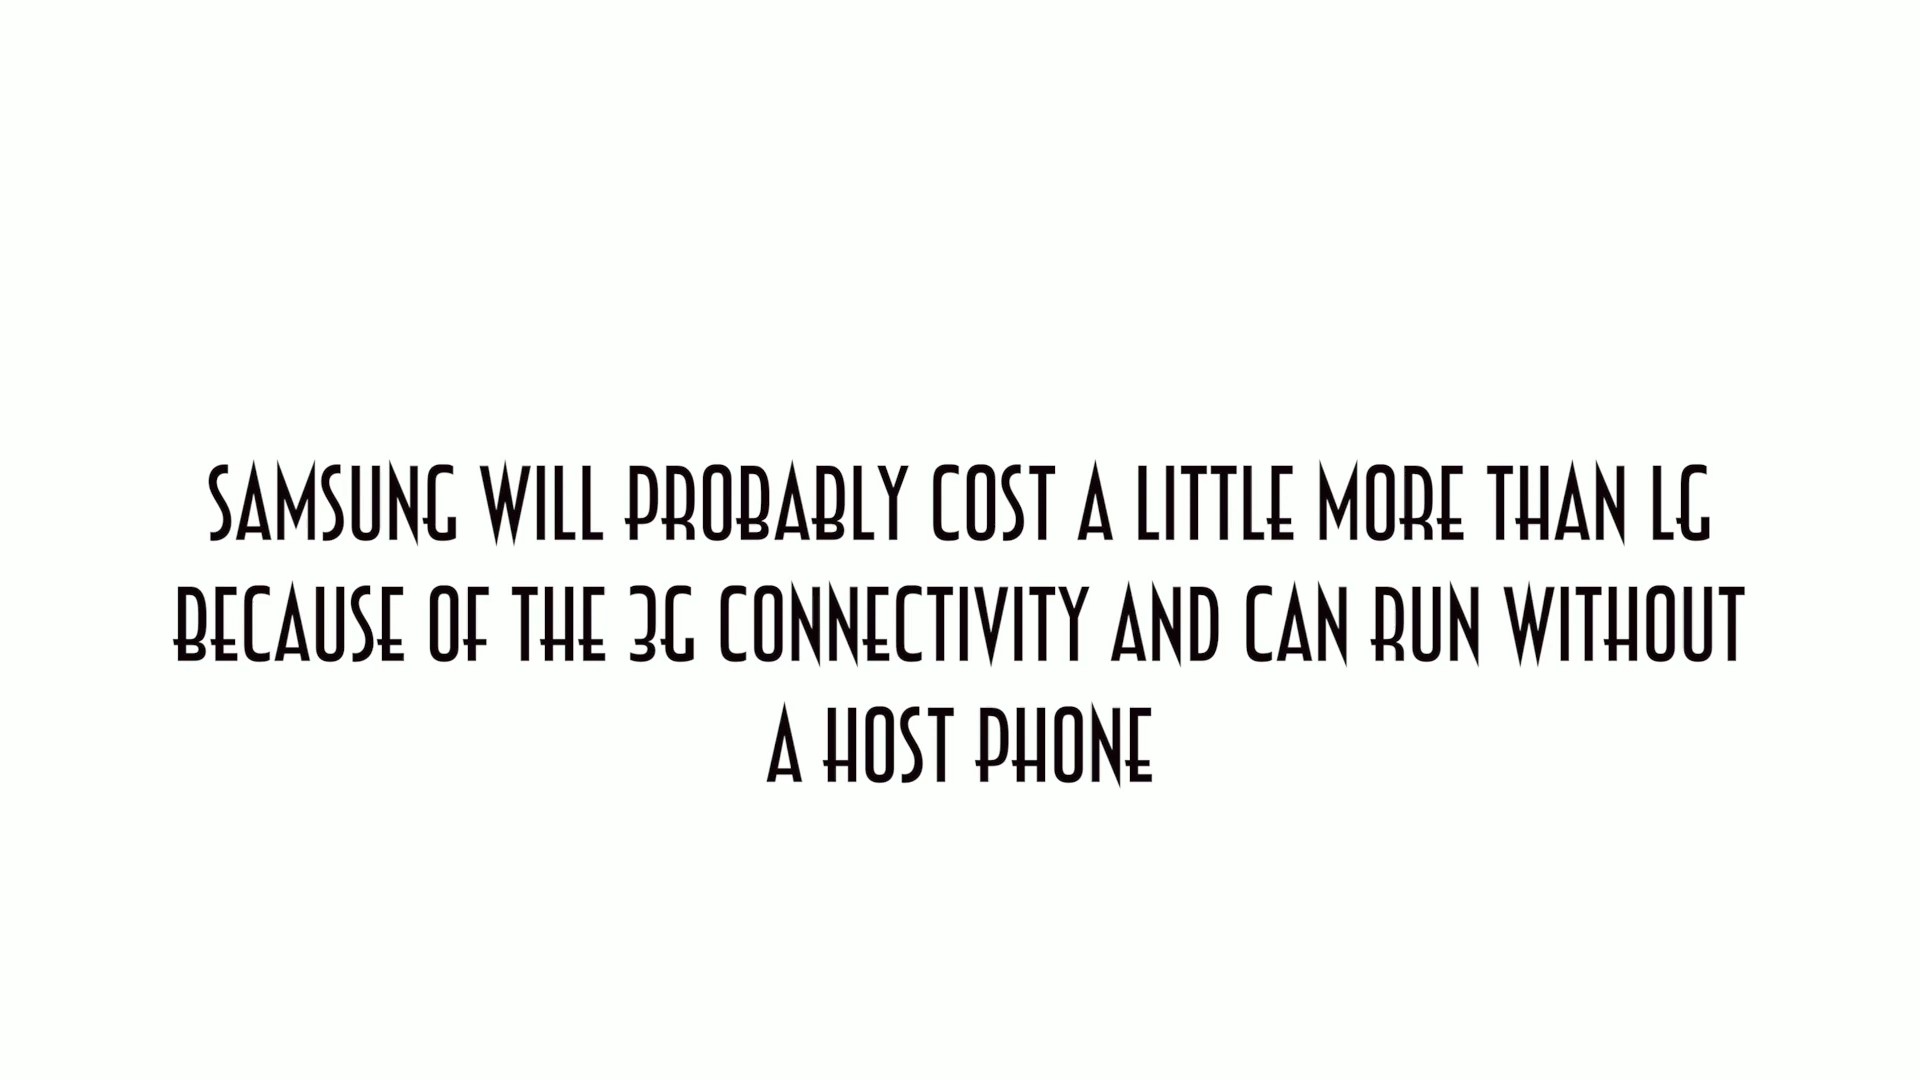 SAMSUNG WILL PROBABLY COST A LITTLE MORE THAN LG
BECAUSE OF THE 3G CONNECTIVITY AND CAN RUN WITHOUT
A HOST PHONE